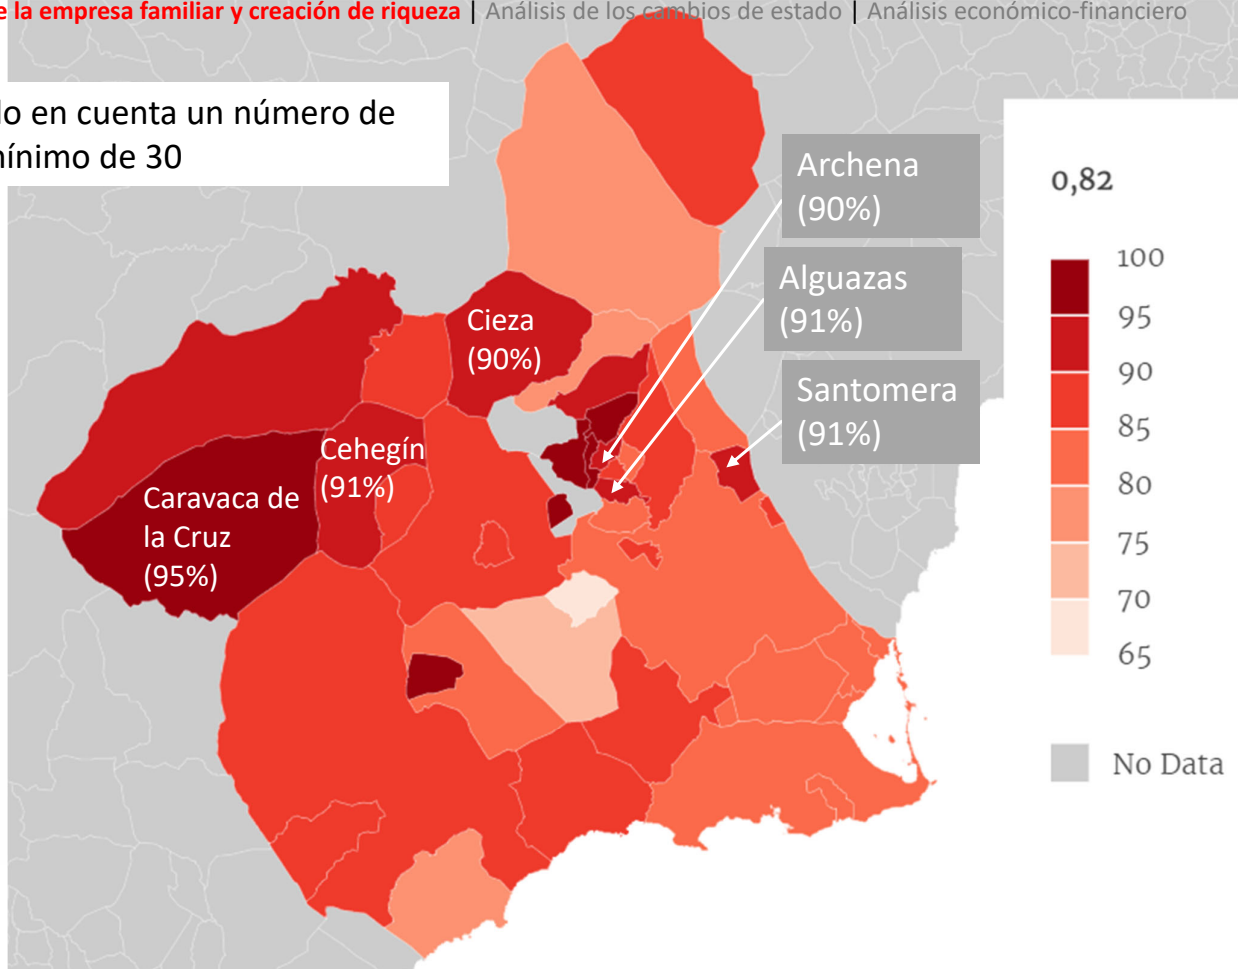 la empresa familiar y creación de riqueza | Análisis de los cambios de estado | Análisis económico-financiero
en cuenta un número de
mínimo de 30
Archena
(90%)
0,82
Alguazas
(91%)
100
95
90
85
80
75
70
65
Cieza
(90%)
Santomera
(91%)
Cehegín
(91%)
Caravaca de
la Cruz
(95%)
No Data